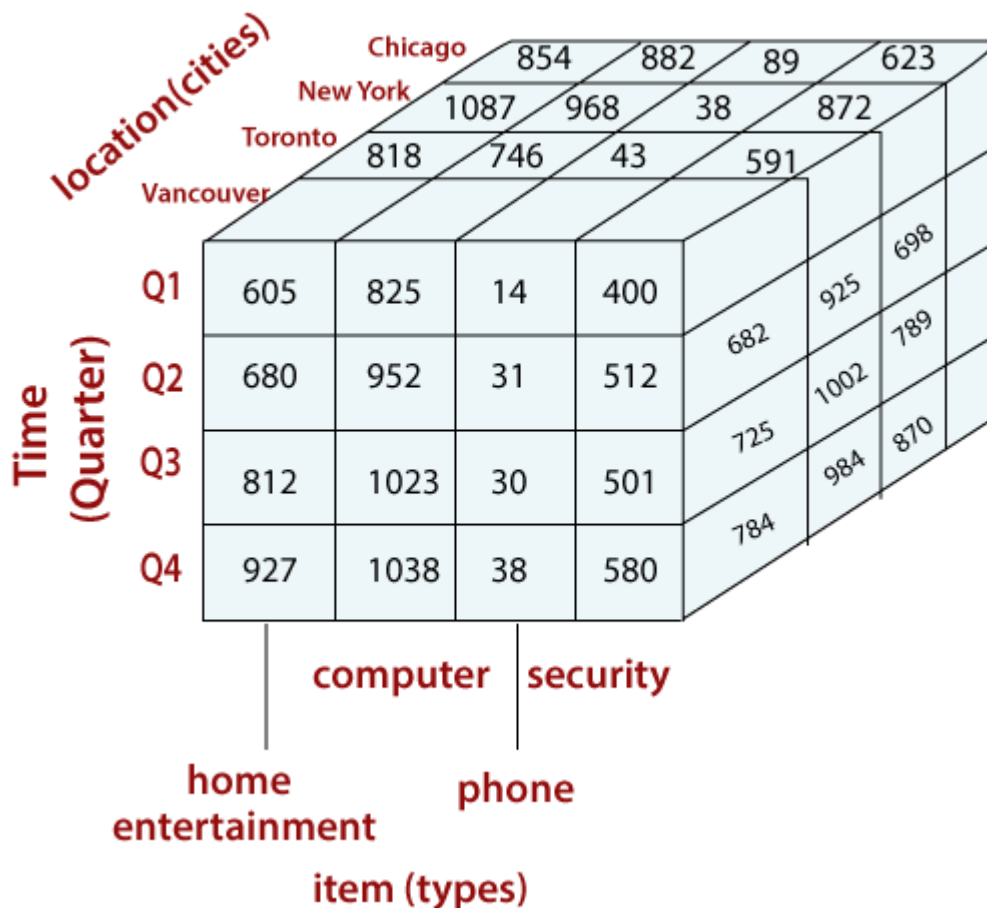 location(cities)
Chicago 854 882 89 623
New York 1087 968 38 872
Toronto 818 746 43 591
Vancouver
Time
(Quarter)
Q1 605 825 14 400
Q2 680 952 31 512
Q3 812 1023 30 501
Q4 927 1038 38 580
682 925 698
725 1002 789
784 984 870
computer security
home
entertainment
phone
item (types)